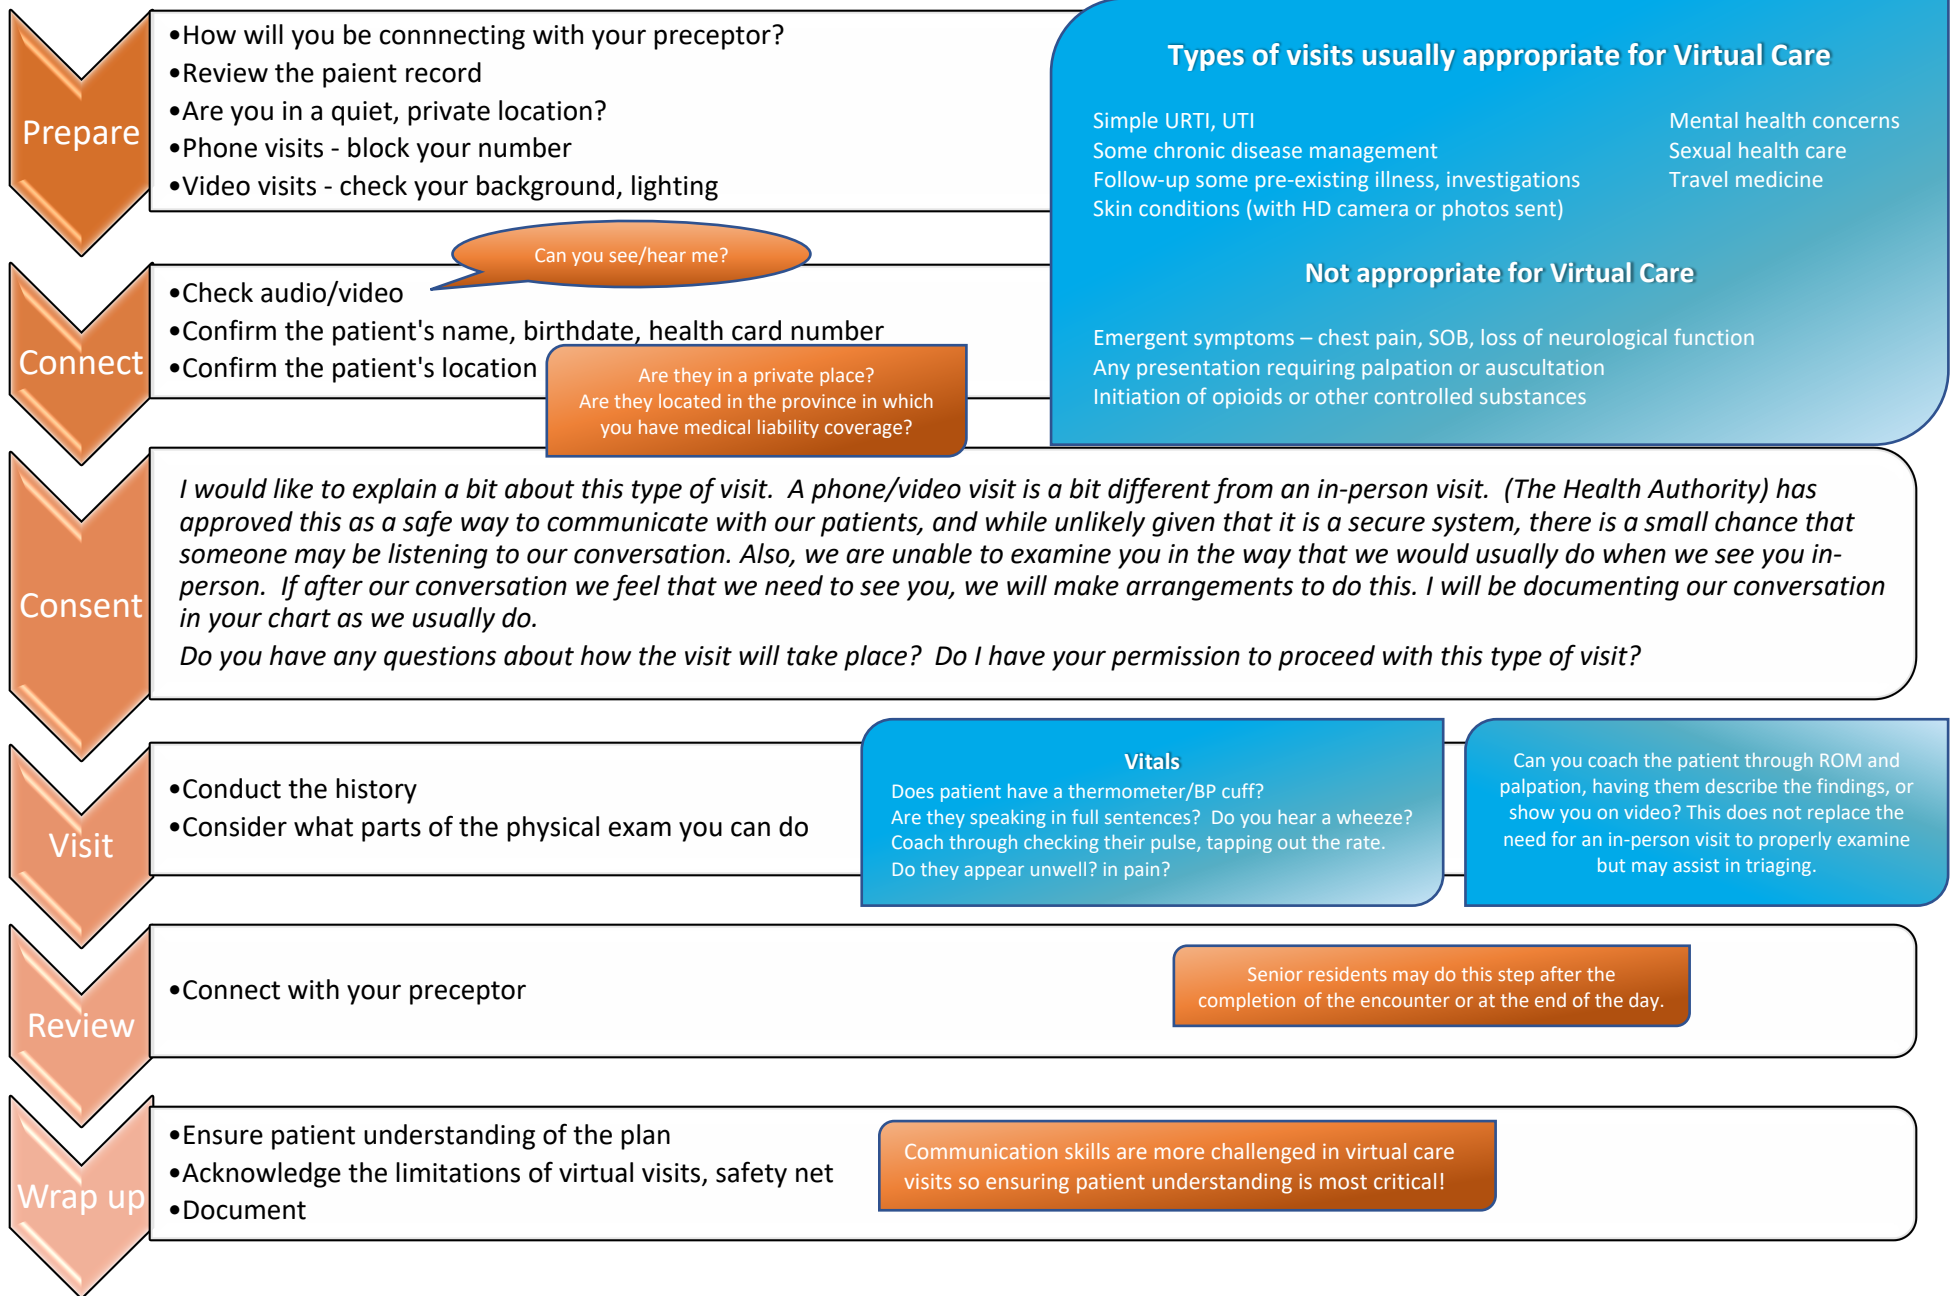 Prepare
•How will you be connnecting with your preceptor?
•Review the paient record
•Are you in a quiet, private location?
•Phone visits - block your number
•Video visits - check your background, lighting
Types of visits usually appropriate for Virtual Care
Simple URTI, UTI
Some chronic disease management
Follow-up some pre-existing illness, investigations
Skin conditions (with HD camera or photos sent)
Mental health concerns
Sexual health care
Travel medicine
Not appropriate for Virtual Care
Emergent symptoms – chest pain, SOB, loss of neurological function
Any presentation requiring palpation or auscultation
Initiation of opioids or other controlled substances
Connect
Can you see/hear me?
•Check audio/video
•Confirm the patient's name, birthdate, health card number
•Confirm the patient's location
Are they in a private place?
Are they located in the province in which
you have medical liability coverage?
Consent
I would like to explain a bit about this type of visit. A phone/video visit is a bit different from an in-person visit. (The Health Authority) has
approved this as a safe way to communicate with our patients, and while unlikely given that it is a secure system, there is a small chance that
someone may be listening to our conversation. Also, we are unable to examine you in the way that we would usually do when we see you in-
person. If after our conversation we feel that we need to see you, we will make arrangements to do this. I will be documenting our conversation
in your chart as we usually do.
Do you have any questions about how the visit will take place? Do I have your permission to proceed with this type of visit?
Visit
•Conduct the history
•Consider what parts of the physical exam you can do
Vitals
Does patient have a thermometer/BP cuff?
Are they speaking in full sentences? Do you hear a wheeze?
Coach through checking their pulse, tapping out the rate.
Do they appear unwell? in pain?
Can you coach the patient through ROM and
palpation, having them describe the findings, or
show you on video? This does not replace the
need for an in-person visit to properly examine
but may assist in triaging.
Review
•Connect with your preceptor
Senior residents may do this step after the
completion of the encounter or at the end of the day.
Wrap up
•Ensure patient understanding of the plan
•Acknowledge the limitations of virtual visits, safety net
•Document
Communication skills are more challenged in virtual care
visits so ensuring patient understanding is most critical!